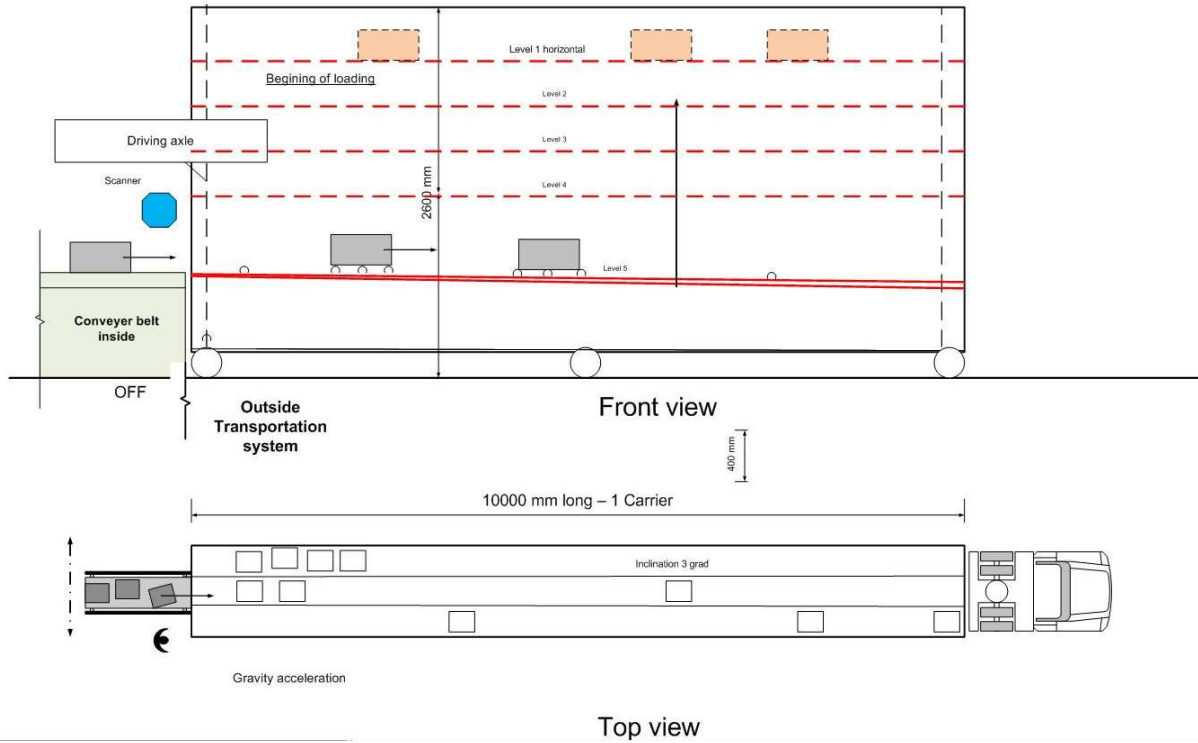 Level 1 horizontal
Begining of loading
Level 2
Driving axle
Level 3
Scanner
Level 4
2600 mm
Level 5
Conveyer belt
inside
OFF
Outside
Transportation
system
Front view
400 mm
10000 mm long – 1 Carrier
Inclination 3 grad
Gravity acceleration
Top view